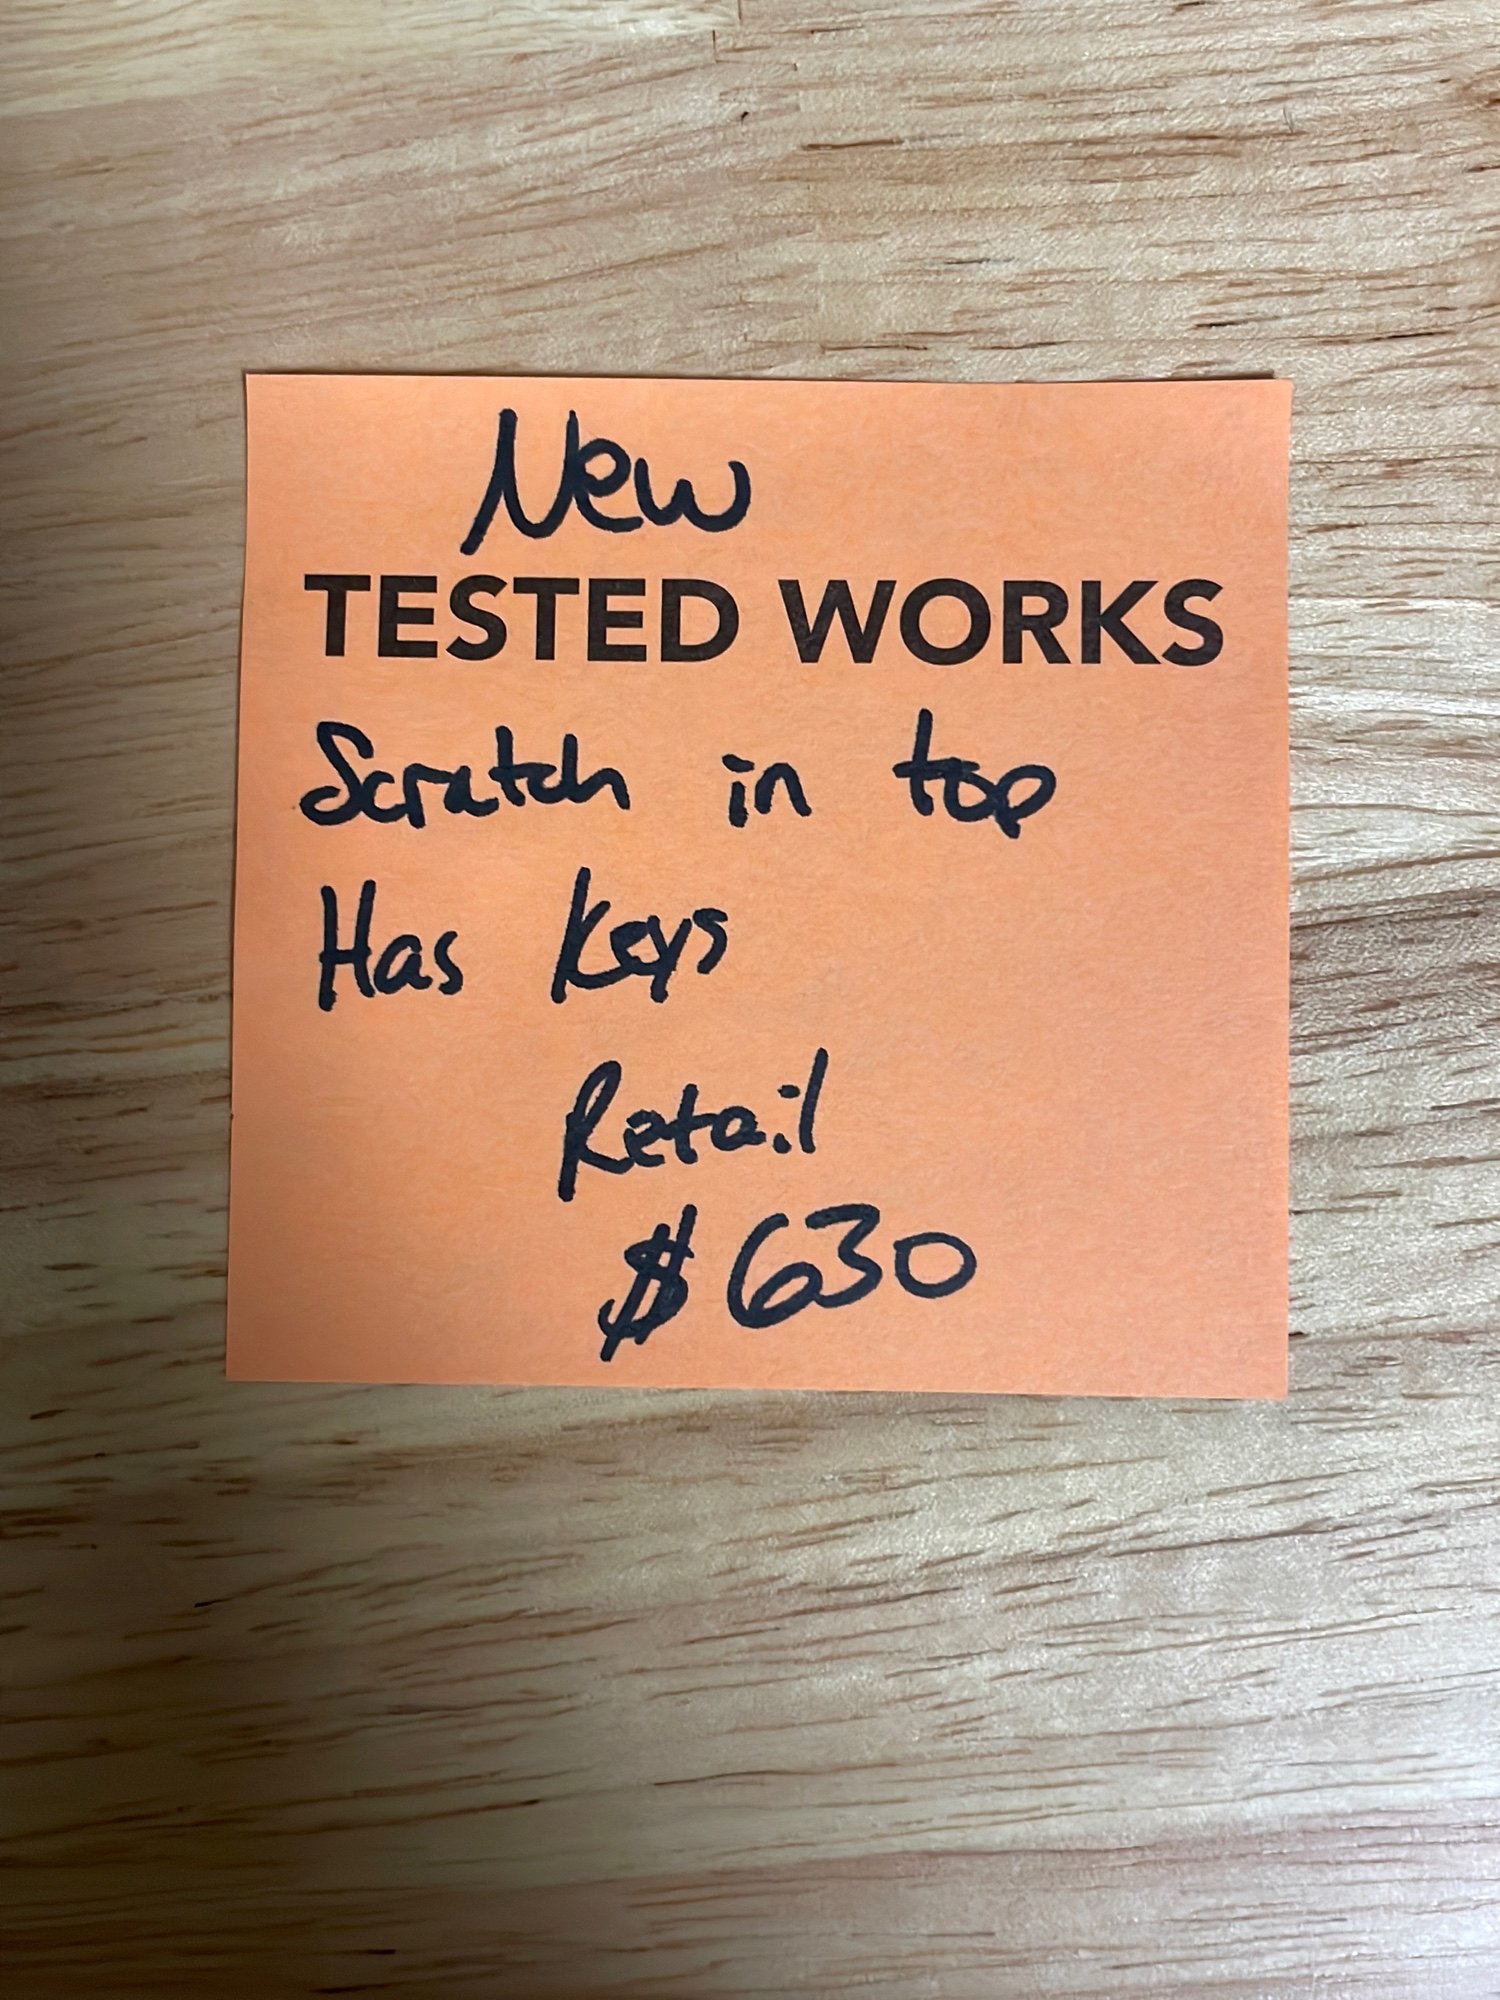 New
TESTED WORKS
Scratch in top
Has keys
Retail
$630